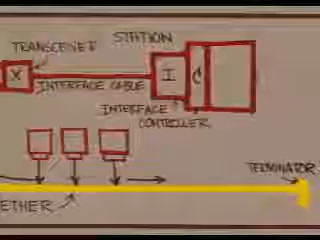 STATION
TRANSCEIVER
X
I
C
INTERFACE CABLE
INTERFACE
CONTROLLER
TERMINATOR
ETHER